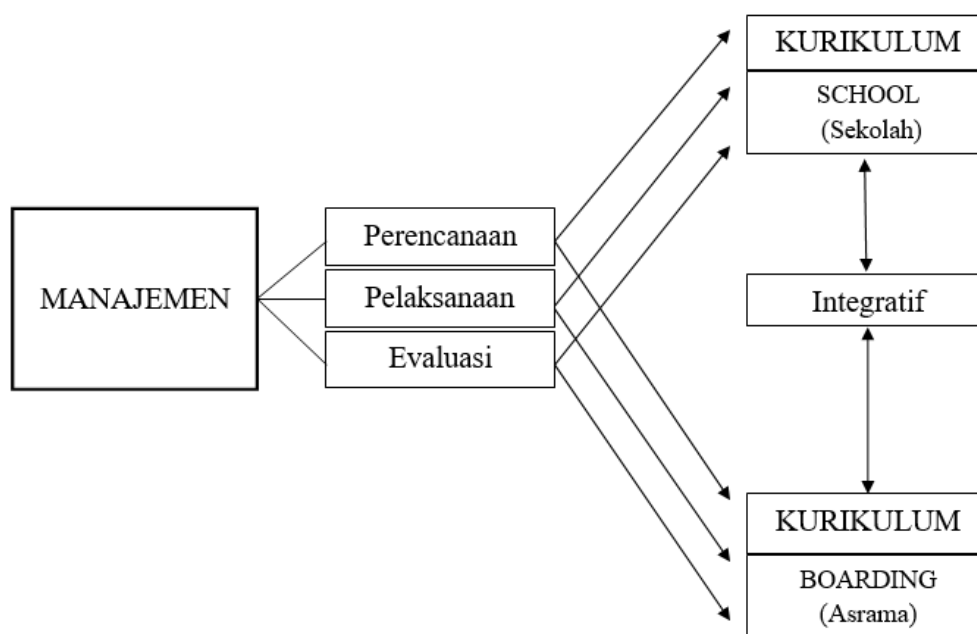 KURIKULUM
SCHOOL
(Sekolah)
MANAJEMEN
Perencanaan
Pelaksanaan
Evaluasi
Integratif
KURIKULUM
BOARDING
(Asrama)